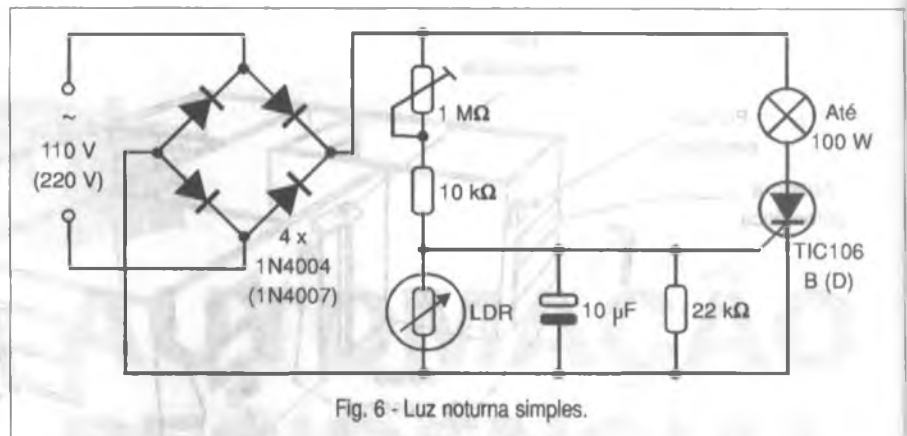 ~
110 V
(220 V)
4 x
1N4004
(1N4007)
1 MΩ
10 kΩ
LDR
10 µF
22 kΩ
Até
100 W
TIC106
B (D)
Fig. 6 - Luz noturna simples.